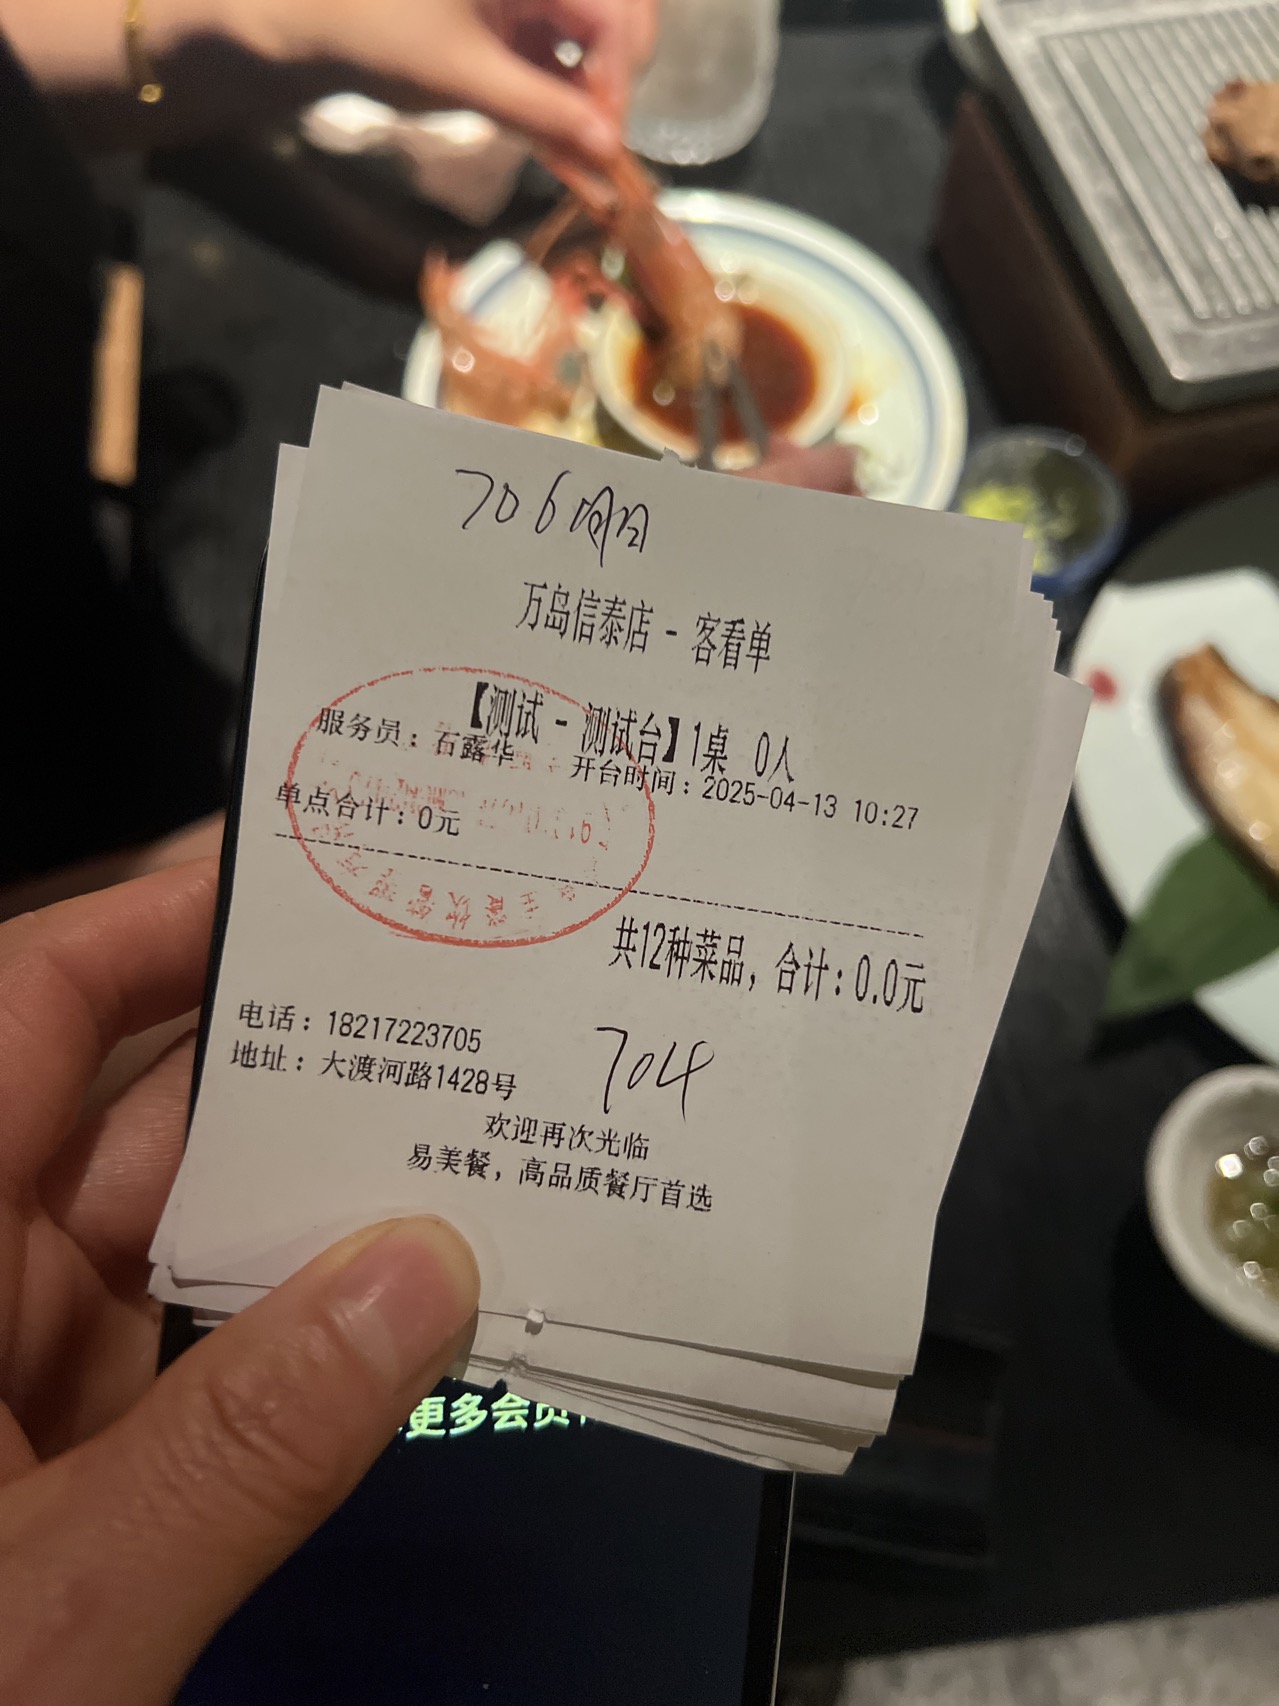 706
万岛信泰店 - 客看单
【测试 - 测试台】1桌 0人
服务员：石露华 开台时间：2025-04-13 10:27
单点合计：0元
共12种菜品，合计：0.0元
电话：18217223705
704
地址：大渡河路1428号
欢迎再次光临
易美餐，高品质餐厅首选
更多会员